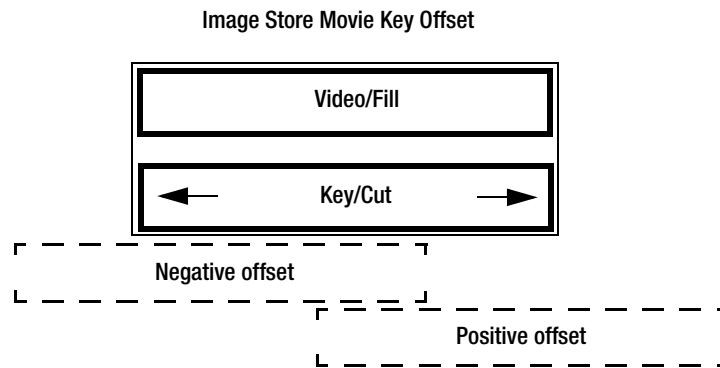 Image Store Movie Key Offset
Video/Fill
Key/Cut
Negative offset
Positive offset